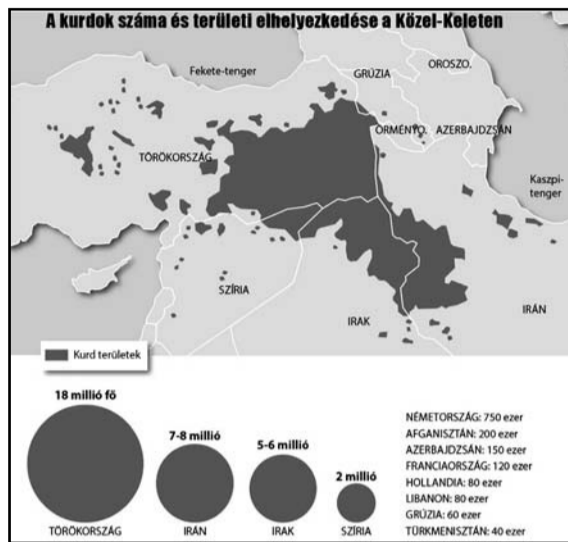 A kurdok száma és területi elhelyezkedése a Közel-Keleten
Fekete-tenger
GRÚZIA
OROSZO.
ÖRMÉNYO.
AZERBAJDZSÁN
TÖRÖKORSZÁG
Kaszpi-
tenger
SZÍRIA
IRAK
IRÁN
Kurd területek
18 millió fő
7-8 millió
5-6 millió
2 millió
TÖRÖKORSZÁG
IRÁN
IRAK
SZÍRIA
NÉMETORSZÁG: 750 ezer
AFGANISZTÁN: 200 ezer
AZERBAJDZSÁN: 150 ezer
FRANCIAORSZÁG: 120 ezer
HOLLANDIA: 80 ezer
LIBANON: 80 ezer
GRÚZIA: 60 ezer
TÜRKMENISZTÁN: 40 ezer